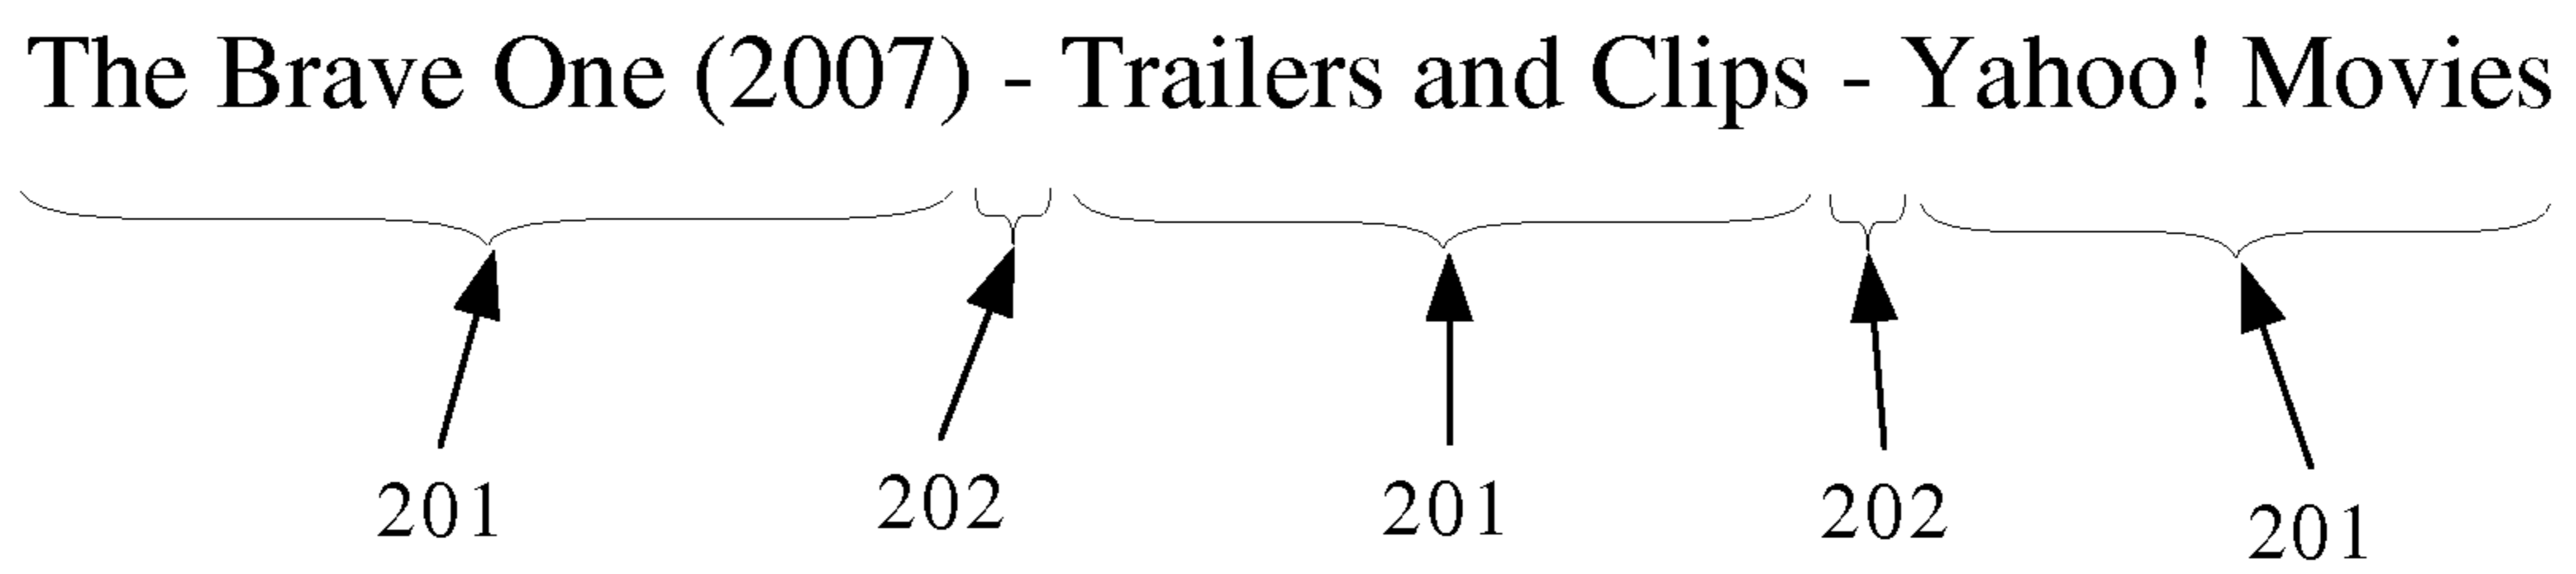 The Brave One (2007) - Trailers and Clips - Yahoo! Movies
201 202 201 202 201